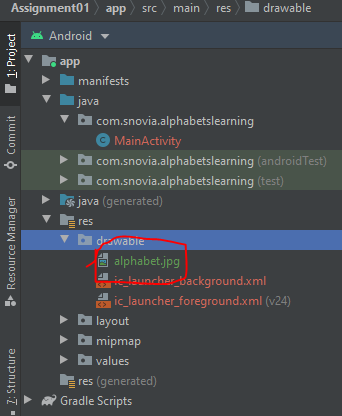 Assignment01 app src main res drawable
1: Project
Commit
Resource Manager
7: Structure
Android
app
manifests
java
com.snovia.alphabetslearning
MainActivity
com.snovia.alphabetslearning (androidTest)
com.snovia.alphabetslearning (test)
java (generated)
res
drawable
alphabet.jpg
ic_launcher_background.xml
ic_launcher_foreground.xml (v24)
layout
mipmap
values
res (generated)
Gradle Scripts